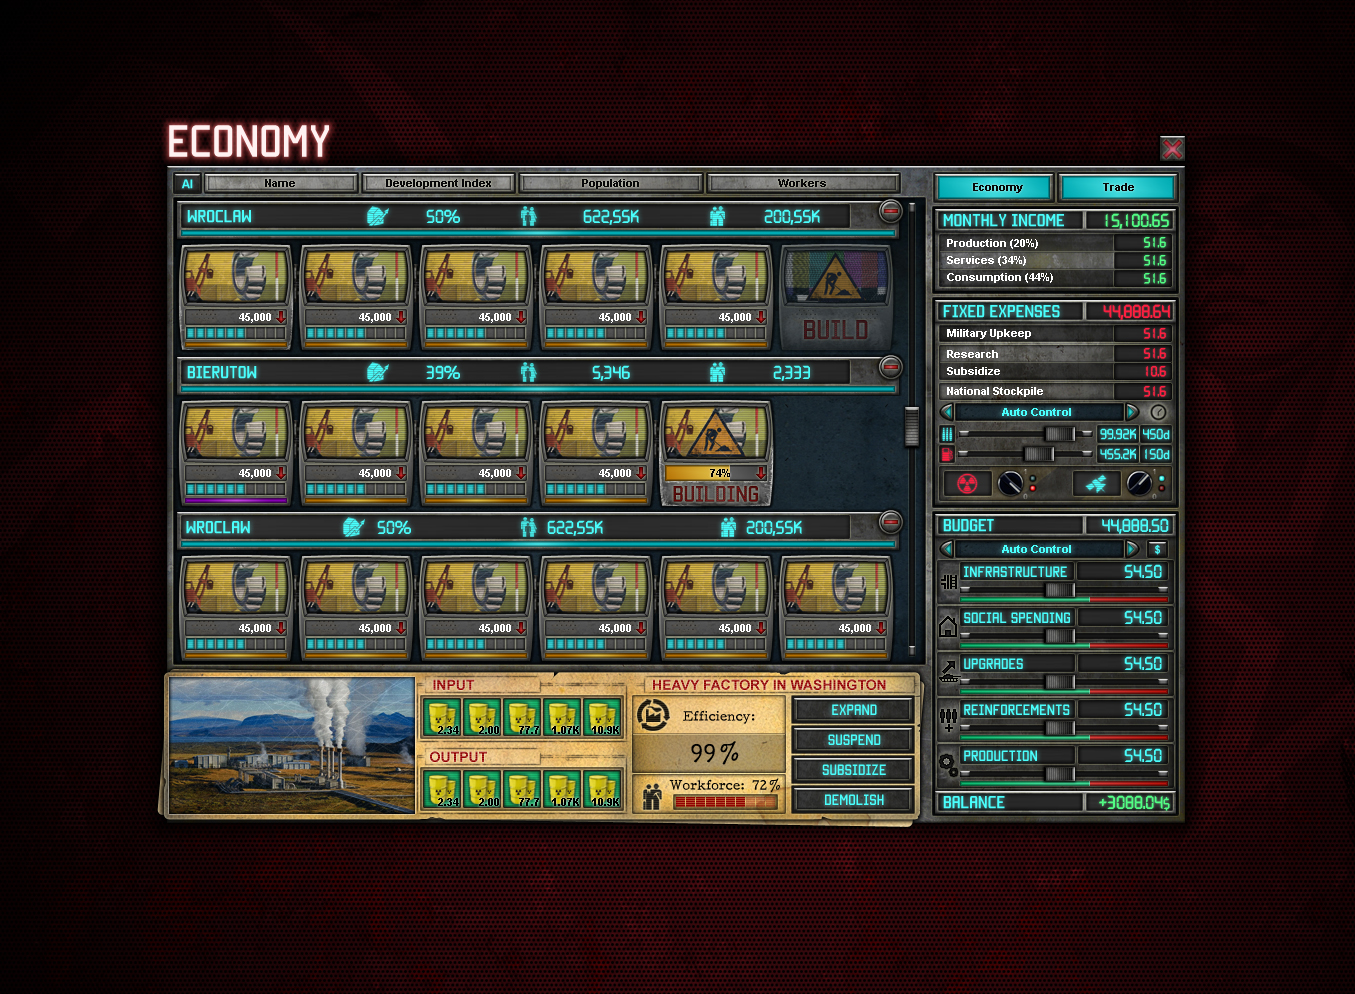 ECONOMY
AI Name Development Index Population Workers
WROCLAW 50% 622,55K 200,55K
45,000 45,000 45,000 45,000 45,000 BUILD
BIERUTOW 39% 5,346 2,333
45,000 45,000 45,000 45,000 74% BUILDING
WROCLAW 50% 622,55K 200,55K
45,000 45,000 45,000 45,000 45,000 45,000
INPUT
2.34 2.00 77.7 1.07K 10.9K
OUTPUT
2.34 2.00 77.7 1.07K 10.9K
HEAVY FACTORY IN WASHINGTON
Efficiency:
99%
Workforce: 72%
EXPAND
SUSPEND
SUBSIDIZE
DEMOLISH
Economy Trade
MONTHLY INCOME 15,100.65
Production (20%) 51.6
Services (34%) 51.6
Consumption (44%) 51.6
FIXED EXPENSES 44,888.64
Military Upkeep 51.6
Research 51.6
Subsidize 10.6
National Stockpile 51.6
Auto Control
99.92K 450d
455.2K 150d
BUDGET 44,888.50
Auto Control $
INFRASTRUCTURE 54.50
SOCIAL SPENDING 54.50
UPGRADES 54.50
REINFORCEMENTS 54.50
PRODUCTION 54.50
BALANCE +3088.04$